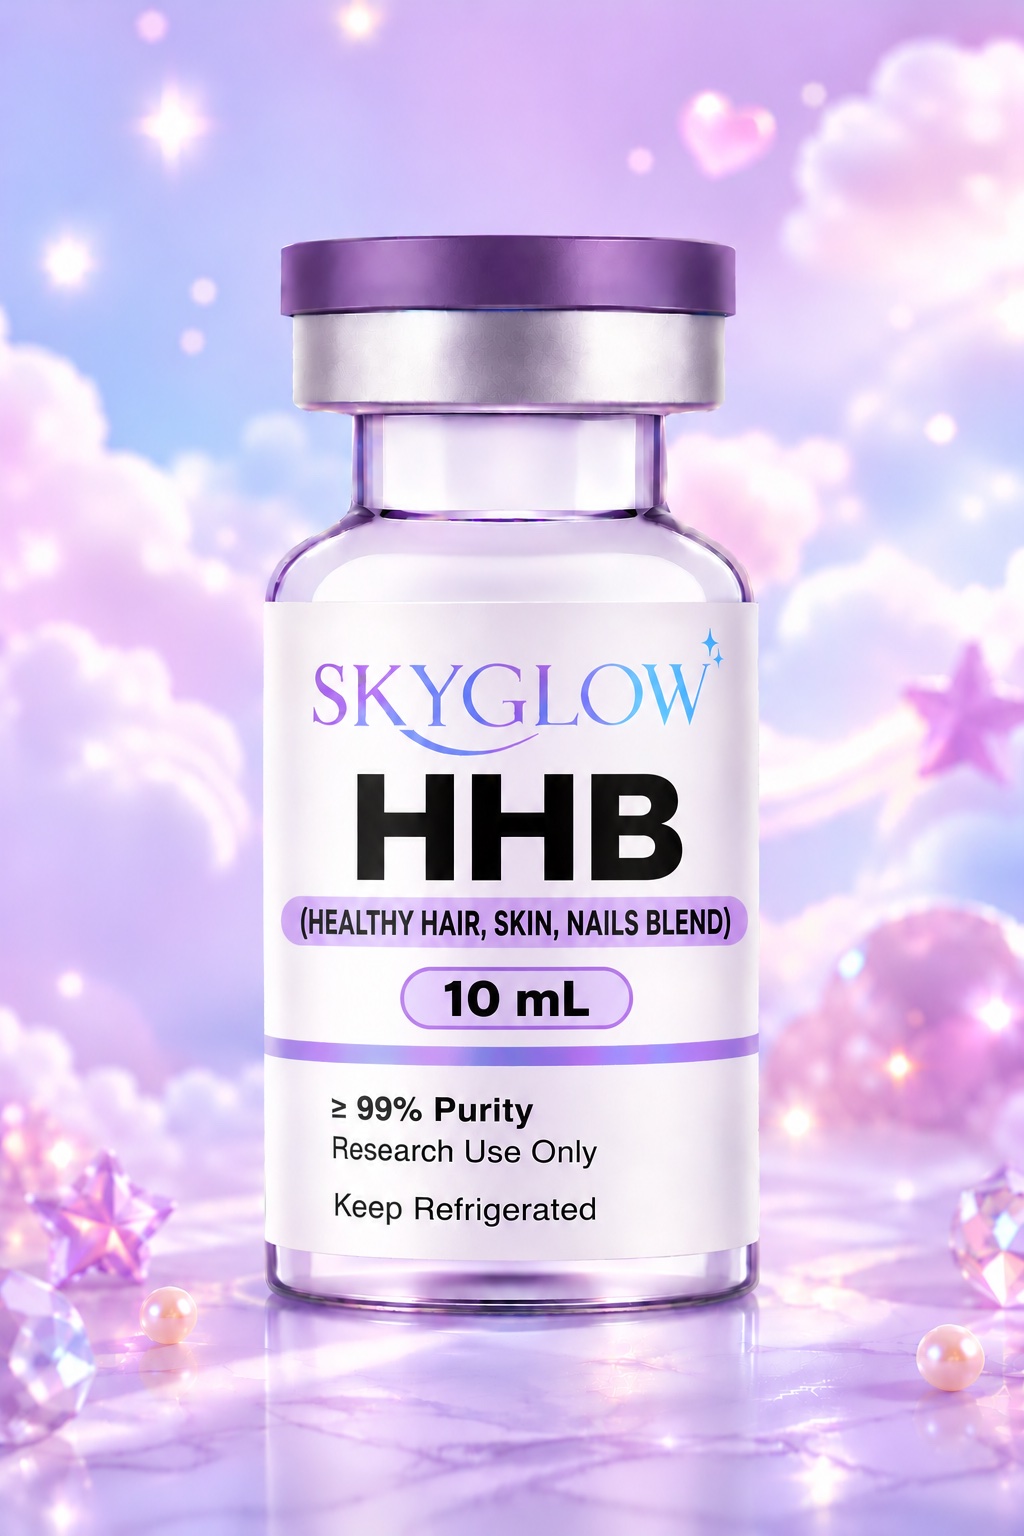 SKYGLOW
HHB
(HEALTHY HAIR, SKIN, NAILS BLEND)
10 mL
≥ 99% Purity
Research Use Only
Keep Refrigerated